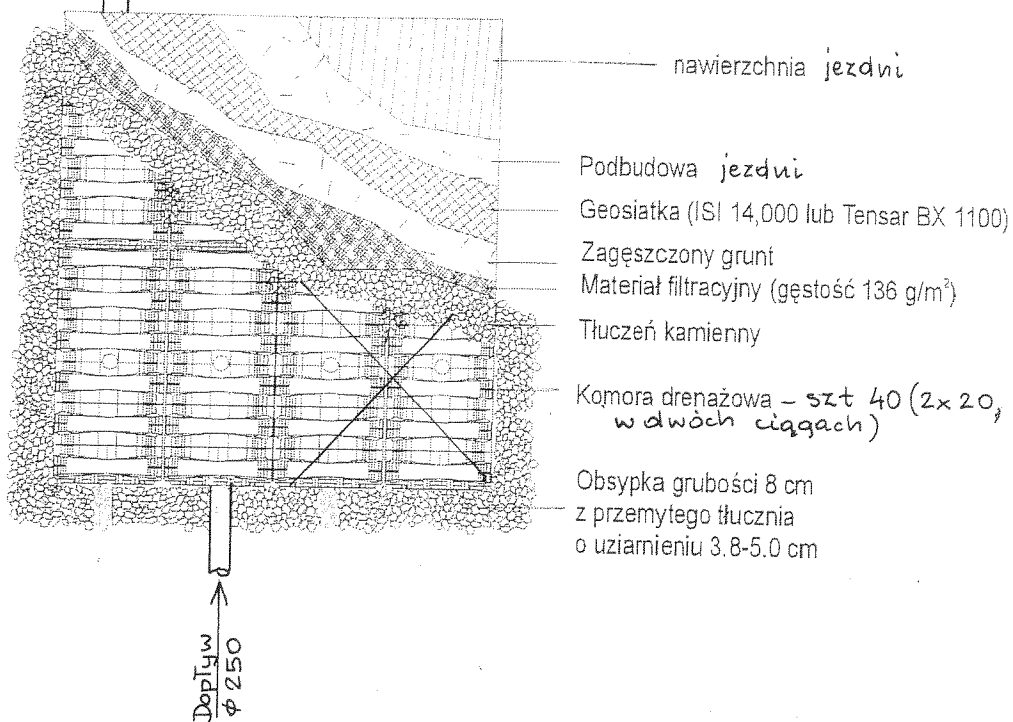 nawierzchnia jezdni
Podbudowa jezdni
Geosiatka (ISI 14,000 lub Tensar BX 1100)
Zagęszczony grunt
Materiał filtracyjny (gęstość 136 g/m²)
Tłuczeń kamienny
Komora drenażowa – szt 40 (2x20,
w dwóch ciągach)
Obsypka grubości 8 cm
z przemytego tłucznia
o uziarnieniu 3.8-5.0 cm
Dopływ
ϕ 250